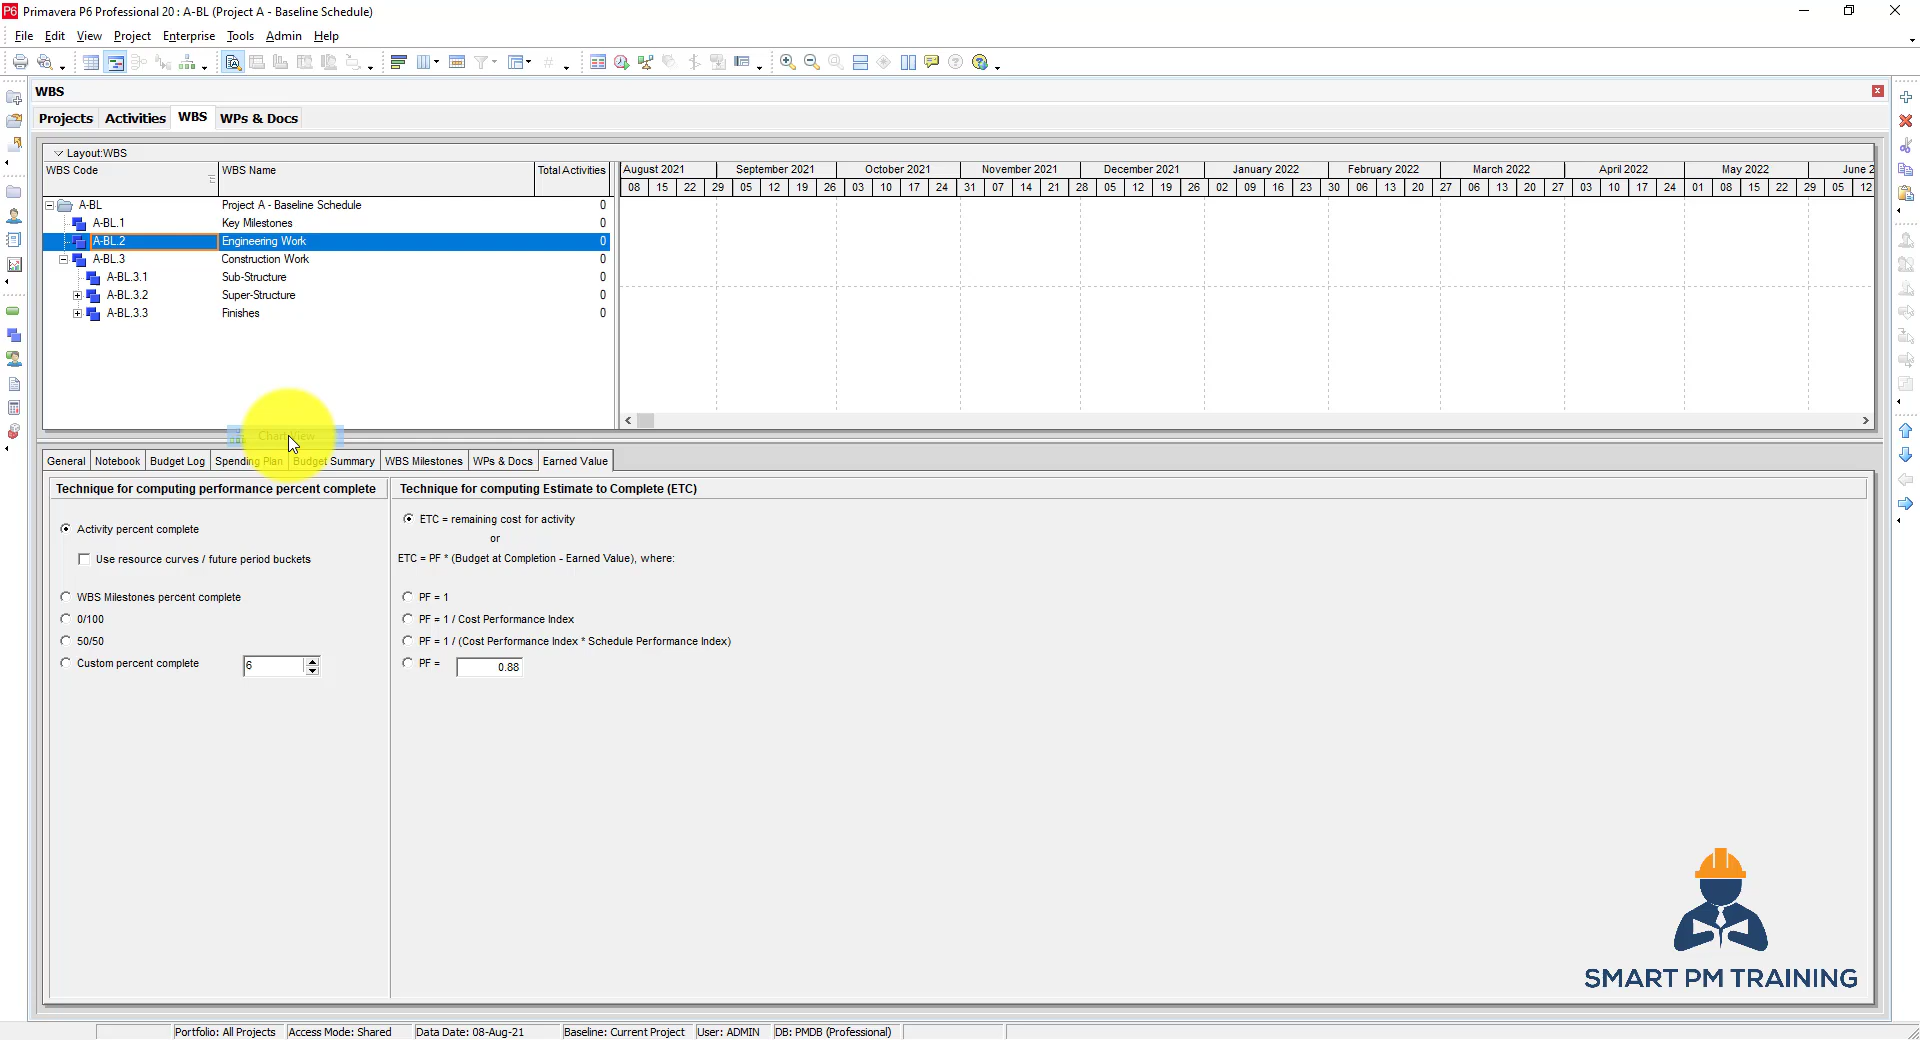 Primavera P6 Professional 20 : A-BL (Project A - Baseline Schedule)
File Edit View Project Enterprise Tools Admin Help
WBS
Projects Activities WBS WPs & Docs
Layout:WBS
WBS Code WBS Name Total Activities
August 2021 September 2021 October 2021 November 2021 December 2021 January 2022 February 2022 March 2022 April 2022 May 2022 June 2
08 15 22 29 05 12 19 26 03 10 17 24 31 07 14 21 28 05 12 19 26 02 09 16 23 30 06 13 20 27 06 13 20 27 03 10 17 24 01 08 15 22 29 05 12
A-BL Project A - Baseline Schedule 0
A-BL.1 Key Milestones 0
A-BL.2 Engineering Work 0
A-BL.3 Construction Work 0
A-BL.3.1 Sub-Structure 0
A-BL.3.2 Super-Structure 0
A-BL.3.3 Finishes 0
Chart View
General Notebook Budget Log Spending Plan Budget Summary WBS Milestones WPs & Docs Earned Value
Technique for computing performance percent complete
Activity percent complete
Use resource curves / future period buckets
WBS Milestones percent complete
0/100
50/50
Custom percent complete 6
Technique for computing Estimate to Complete (ETC)
ETC = remaining cost for activity
or
ETC = PF * (Budget at Completion - Earned Value), where:
PF = 1
PF = 1 / Cost Performance Index
PF = 1 / (Cost Performance Index * Schedule Performance Index)
PF = 0.88
SMART PM TRAINING
Portfolio: All Projects Access Mode: Shared Data Date: 08-Aug-21 Baseline: Current Project User: ADMIN DB: PMDB (Professional)